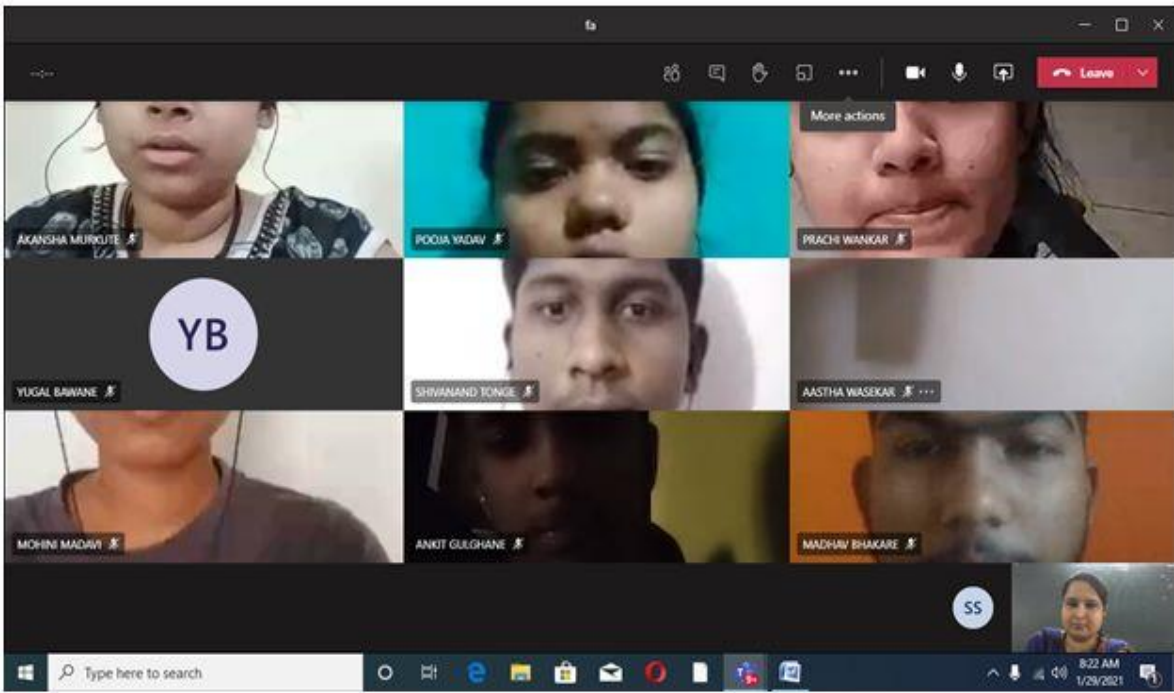 fa
--:--
Leave
More actions
AKANSHA MURKUTE
POOJA YADAV
PRACHI WANKAR
YB
YUGAL BAWANE
SHIVANAND TONGE
AASTHA WASEKAR
MOHINI MADAVI
ANKIT GULGHANE
MADHAV BHAKARE
SS
Type here to search
9+
8:22 AM
1/29/2021